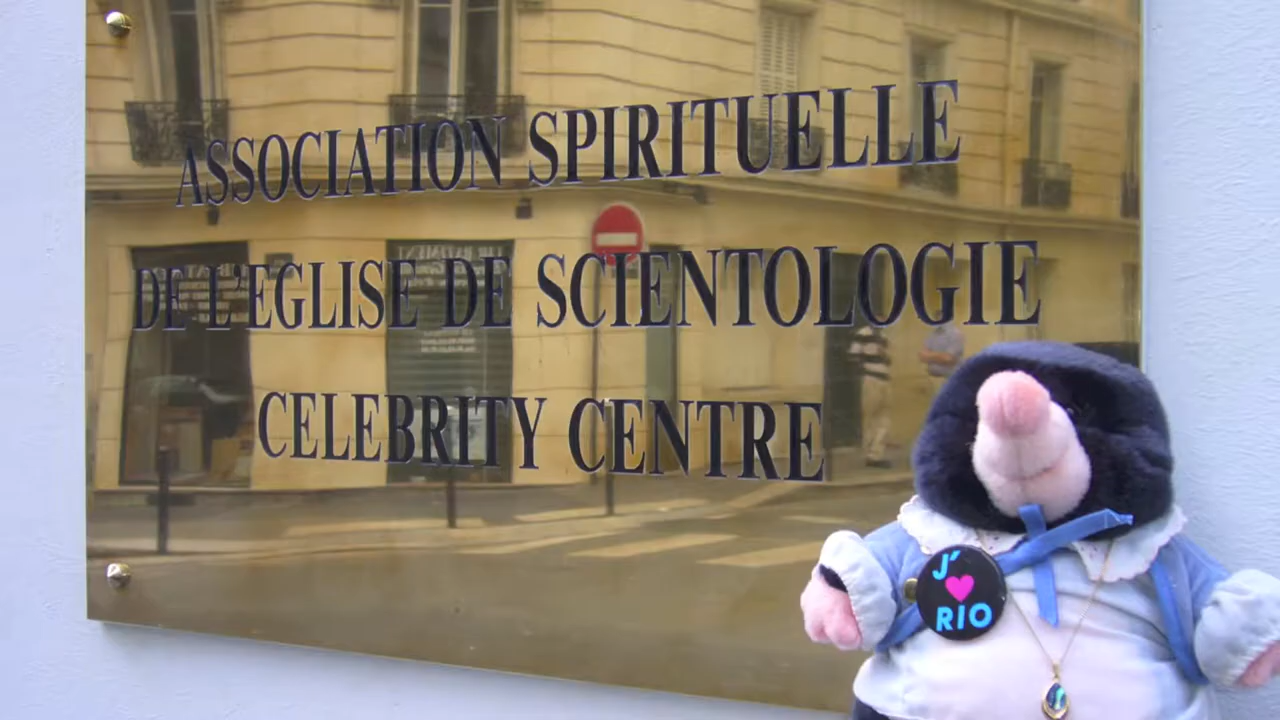 ASSOCIATION SPIRITUELLE
DE L'EGLISE DE SCIENTOLOGIE
CELEBRITY CENTRE
J'
RIO